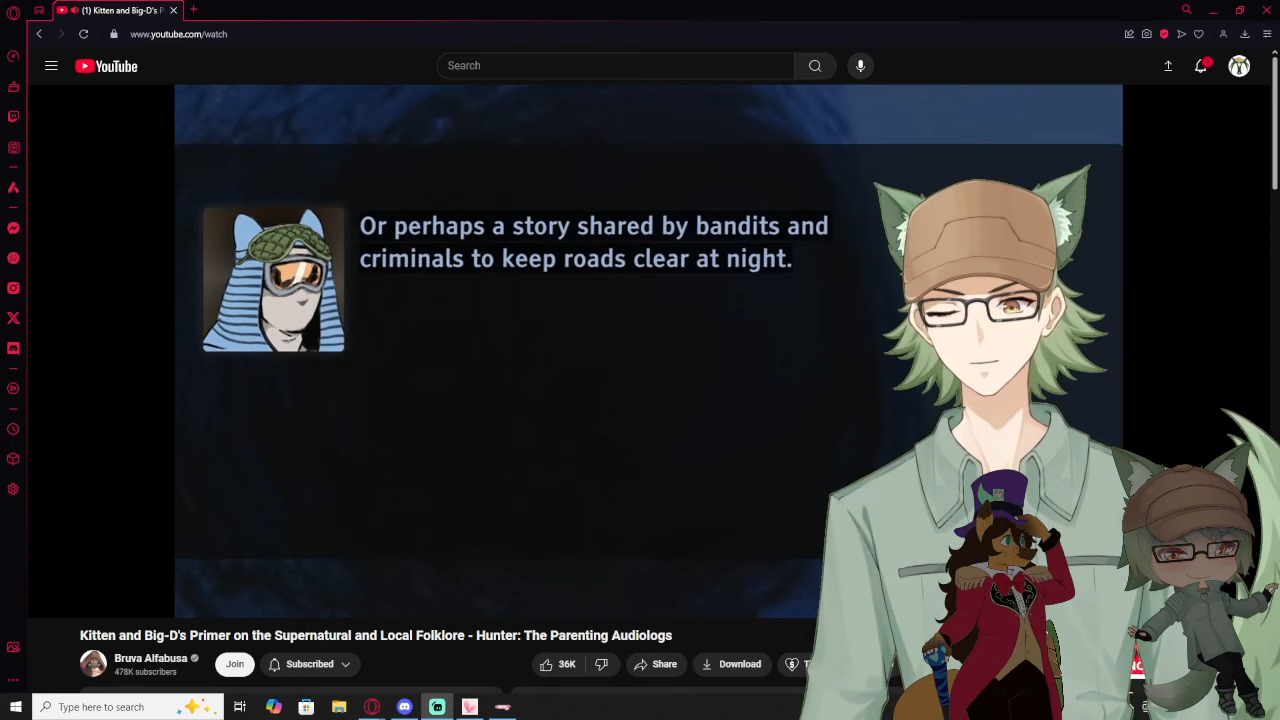 (1) Kitten and Big-D's P
www.youtube.com/watch
YouTube
Search
Or perhaps a story shared by bandits and
criminals to keep roads clear at night.
Kitten and Big-D's Primer on the Supernatural and Local Folklore - Hunter: The Parenting Audiologs
Bruva Alfabusa
478K subscribers
Join
Subscribed
36K
Share
Download
Type here to search